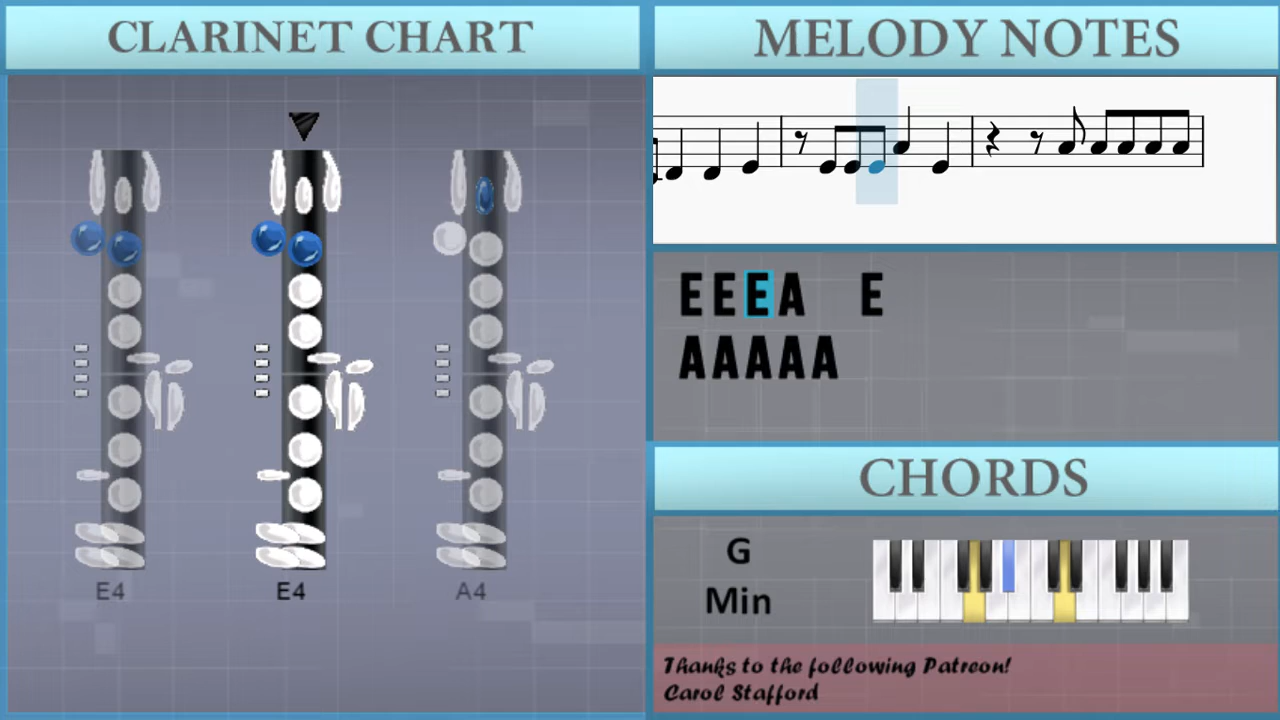 CLARINET CHART
E4 E4 A4
MELODY NOTES
EEEA E
AAAAA
CHORDS
G
Min
Thanks to the following Patreon!
Carol Stafford